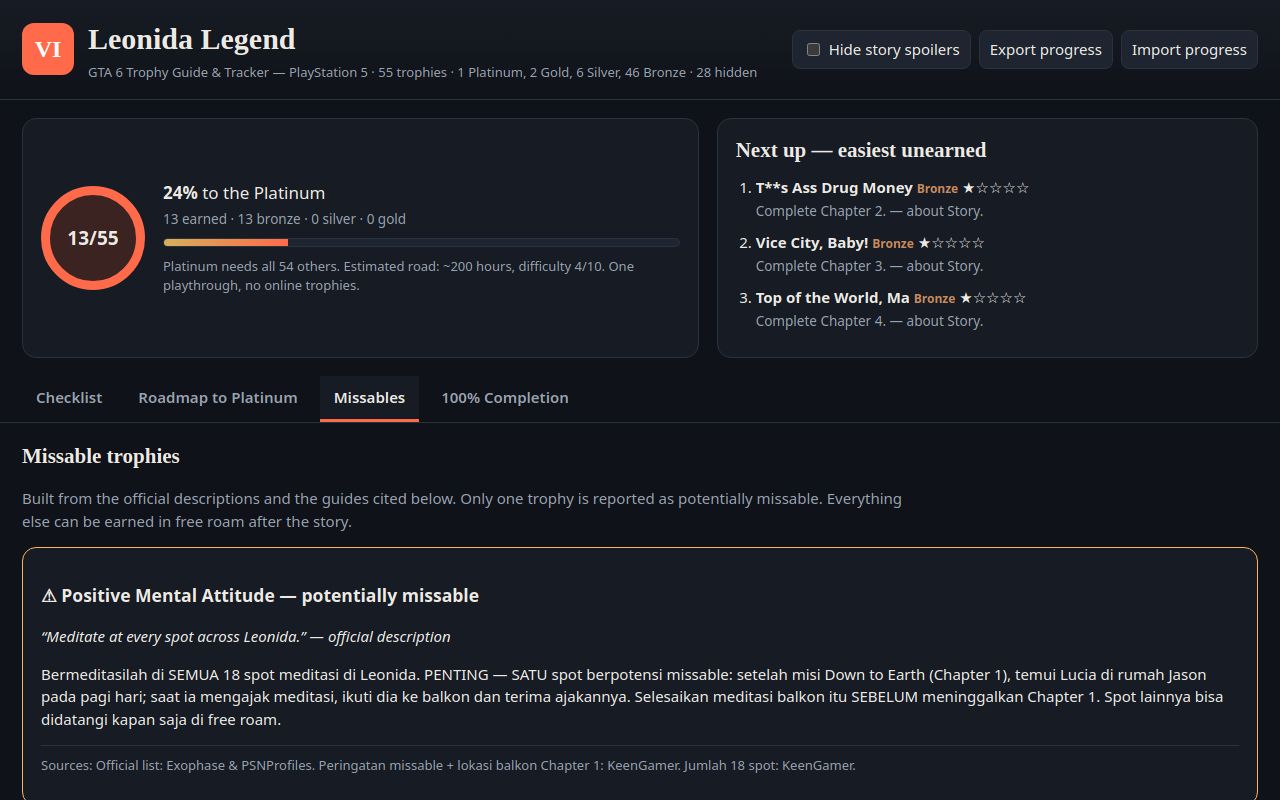 VI
Leonida Legend
GTA 6 Trophy Guide & Tracker — PlayStation 5 · 55 trophies · 1 Platinum, 2 Gold, 6 Silver, 46 Bronze · 28 hidden
Hide story spoilers
Export progress
Import progress
13/55
24% to the Platinum
13 earned · 13 bronze · 0 silver · 0 gold
Platinum needs all 54 others. Estimated road: ~200 hours, difficulty 4/10. One
playthrough, no online trophies.
Next up — easiest unearned
1. T**s Ass Drug Money Bronze ★☆☆☆☆
Complete Chapter 2. — about Story.
2. Vice City, Baby! Bronze ★☆☆☆☆
Complete Chapter 3. — about Story.
3. Top of the World, Ma Bronze ★☆☆☆☆
Complete Chapter 4. — about Story.
Checklist
Roadmap to Platinum
Missables
100% Completion
Missable trophies
Built from the official descriptions and the guides cited below. Only one trophy is reported as potentially missable. Everything
else can be earned in free roam after the story.
⚠ Positive Mental Attitude — potentially missable
“Meditate at every spot across Leonida.” — official description
Bermeditasilah di SEMUA 18 spot meditasi di Leonida. PENTING — SATU spot berpotensi missable: setelah misi Down to Earth (Chapter 1), temui Lucia di rumah Jason
pada pagi hari; saat ia mengajak meditasi, ikuti dia ke balkon dan terima ajakannya. Selesaikan meditasi balkon itu SEBELUM meninggalkan Chapter 1. Spot lainnya bisa
didatangi kapan saja di free roam.
Sources: Official list: Exophase & PSNProfiles. Peringatan missable + lokasi balkon Chapter 1: KeenGamer. Jumlah 18 spot: KeenGamer.